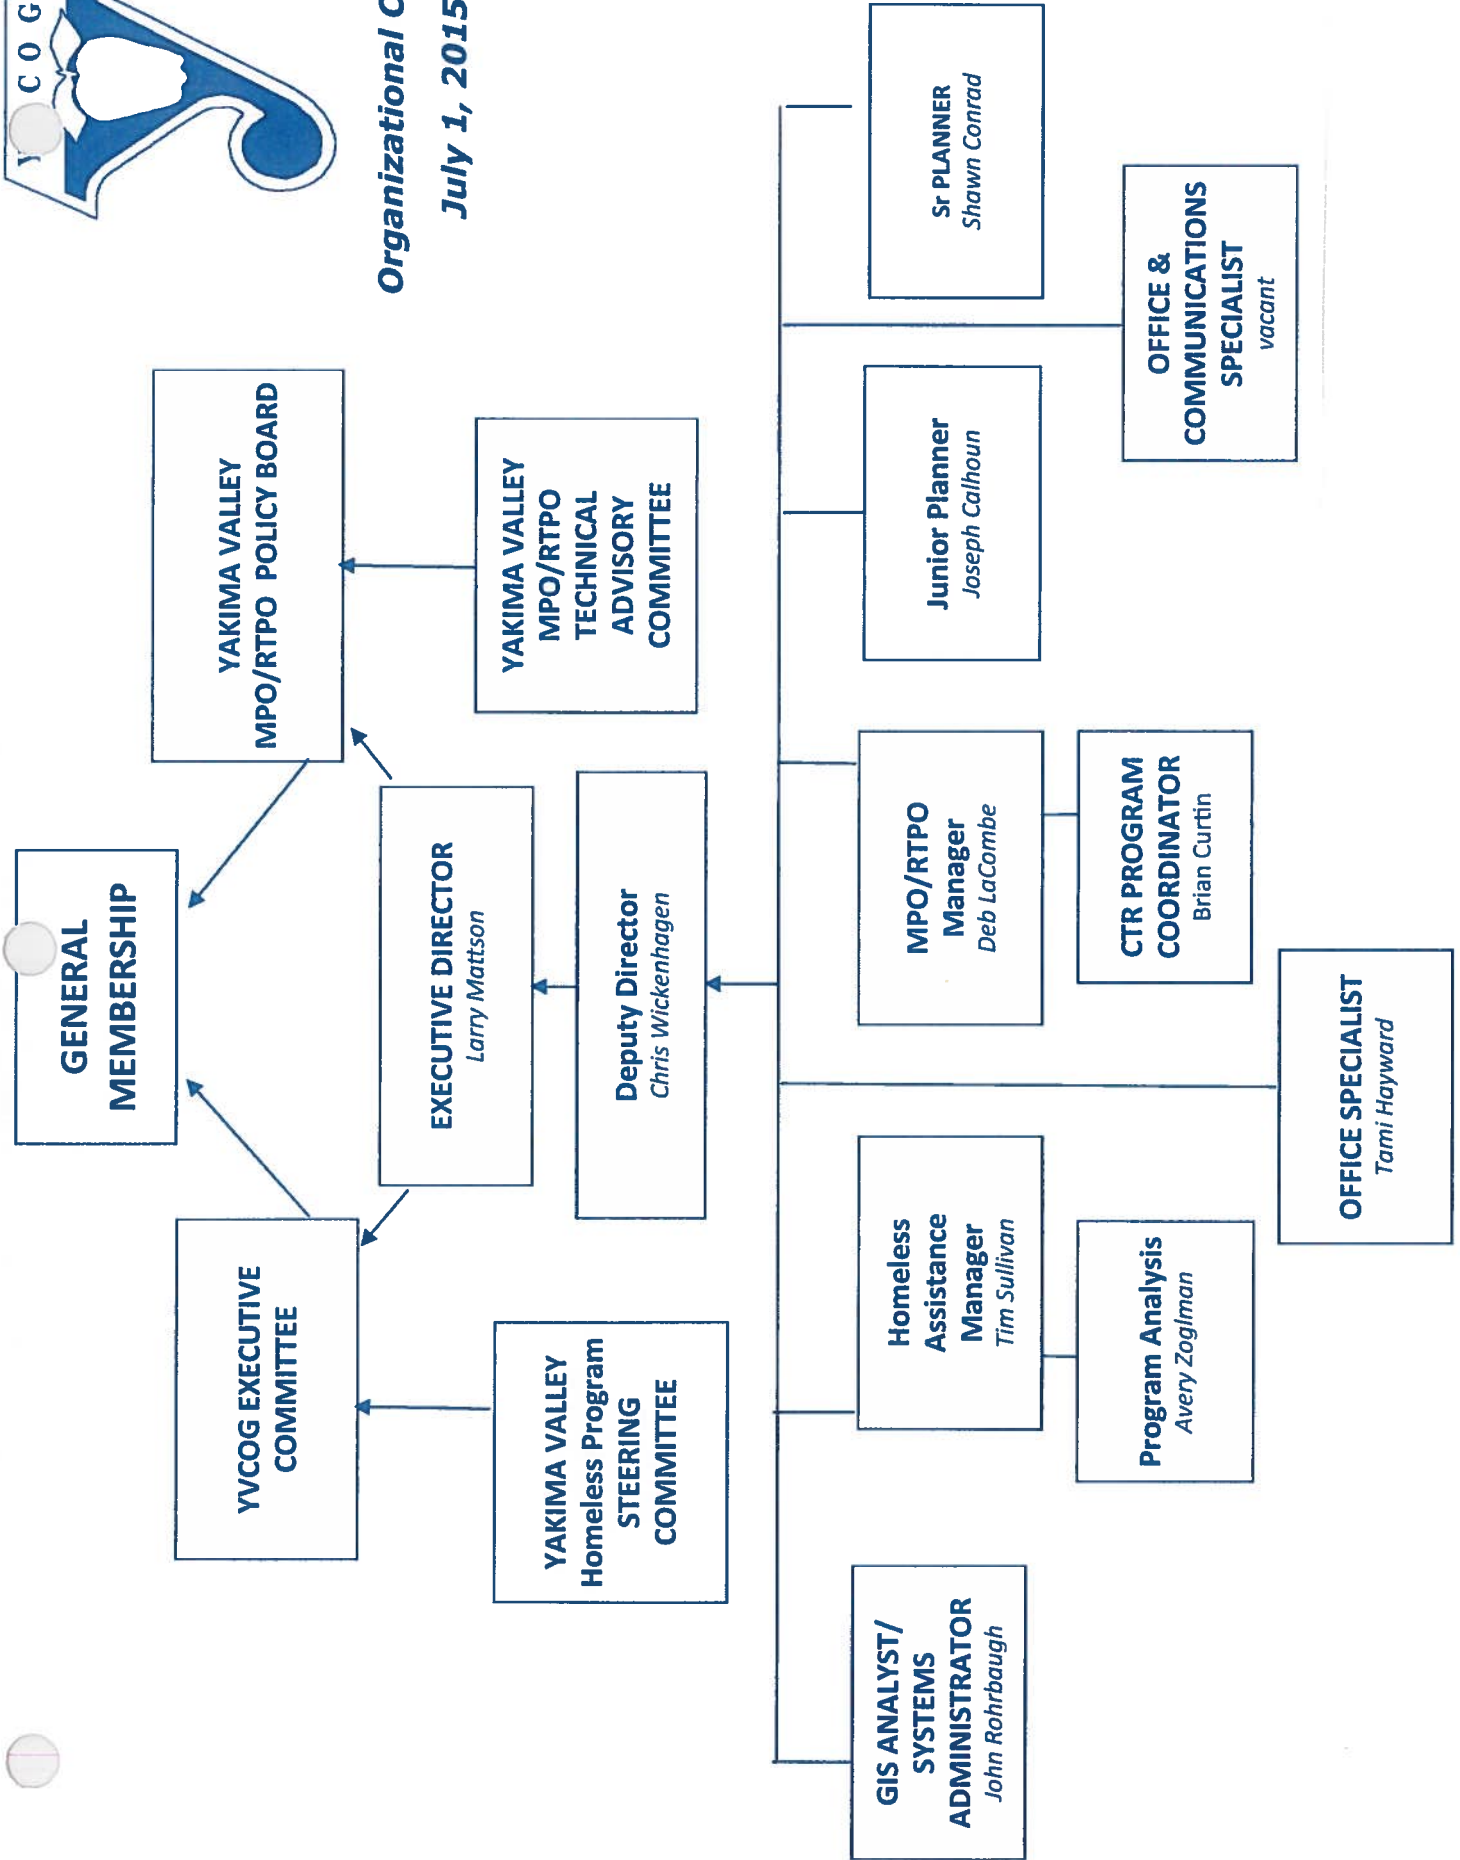 Y C O G
Organizational C
July 1, 2015
GENERAL
MEMBERSHIP
YVCOG EXECUTIVE
COMMITTEE
YAKIMA VALLEY
MPO/RTPO POLICY BOARD
EXECUTIVE DIRECTOR
Larry Mattson
YAKIMA VALLEY
Homeless Program
STEERING
COMMITTEE
Deputy Director
Chris Wickenhagen
YAKIMA VALLEY
MPO/RTPO
TECHNICAL
ADVISORY
COMMITTEE
GIS ANALYST/
SYSTEMS
ADMINISTRATOR
John Rohrbaugh
Homeless
Assistance
Manager
Tim Sullivan
MPO/RTPO
Manager
Deb LaCombe
Junior Planner
Joseph Calhoun
Sr PLANNER
Shawn Conrad
Program Analysis
Avery Zoglman
CTR PROGRAM
COORDINATOR
Brian Curtin
OFFICE &
COMMUNICATIONS
SPECIALIST
vacant
OFFICE SPECIALIST
Tami Hayward